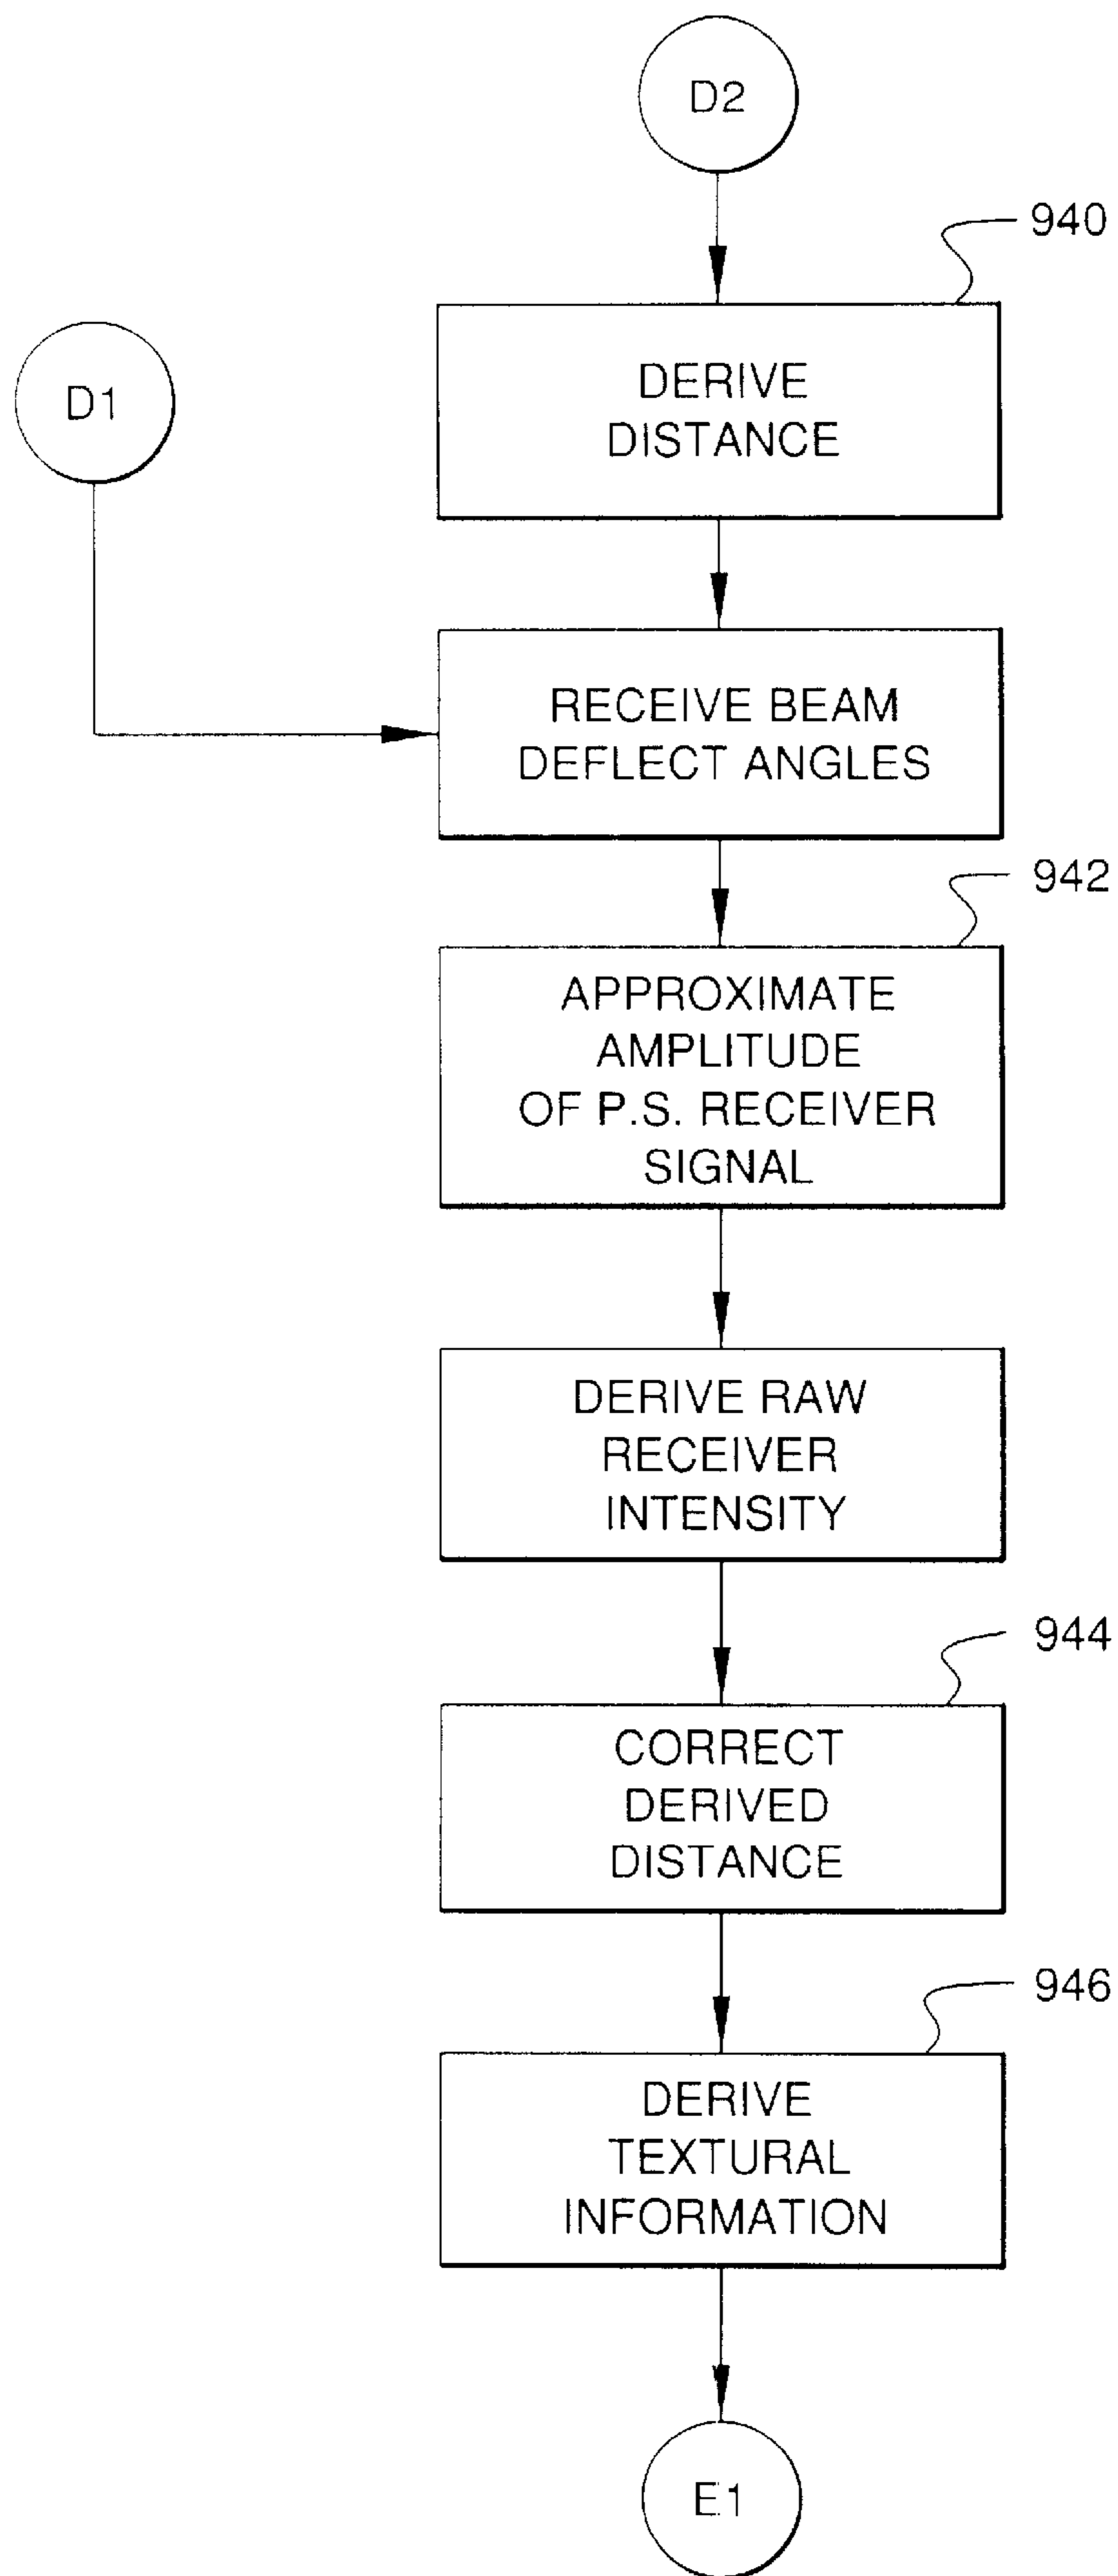 D2
940
DERIVE
DISTANCE
D1
RECEIVE BEAM
DEFLECT ANGLES
942
APPROXIMATE
AMPLITUDE
OF P.S. RECEIVER
SIGNAL
DERIVE RAW
RECEIVER
INTENSITY
944
CORRECT
DERIVED
DISTANCE
946
DERIVE
TEXTURAL
INFORMATION
E1